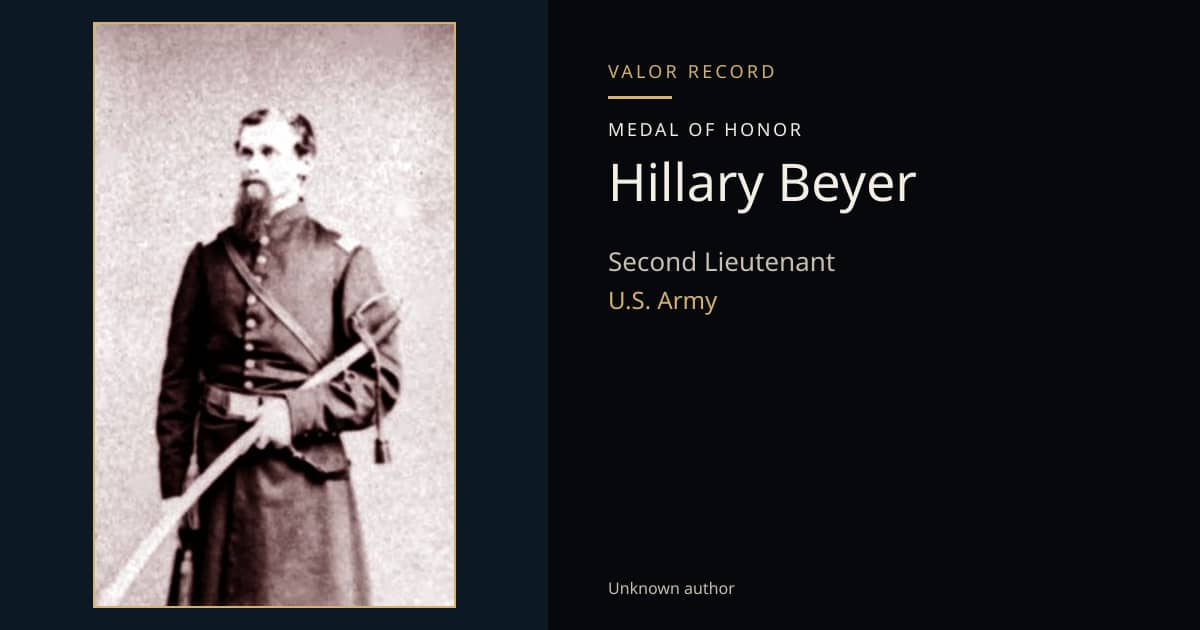 VALOR RECORD
MEDAL OF HONOR
Hillary Beyer
Second Lieutenant
U.S. Army
Unknown author